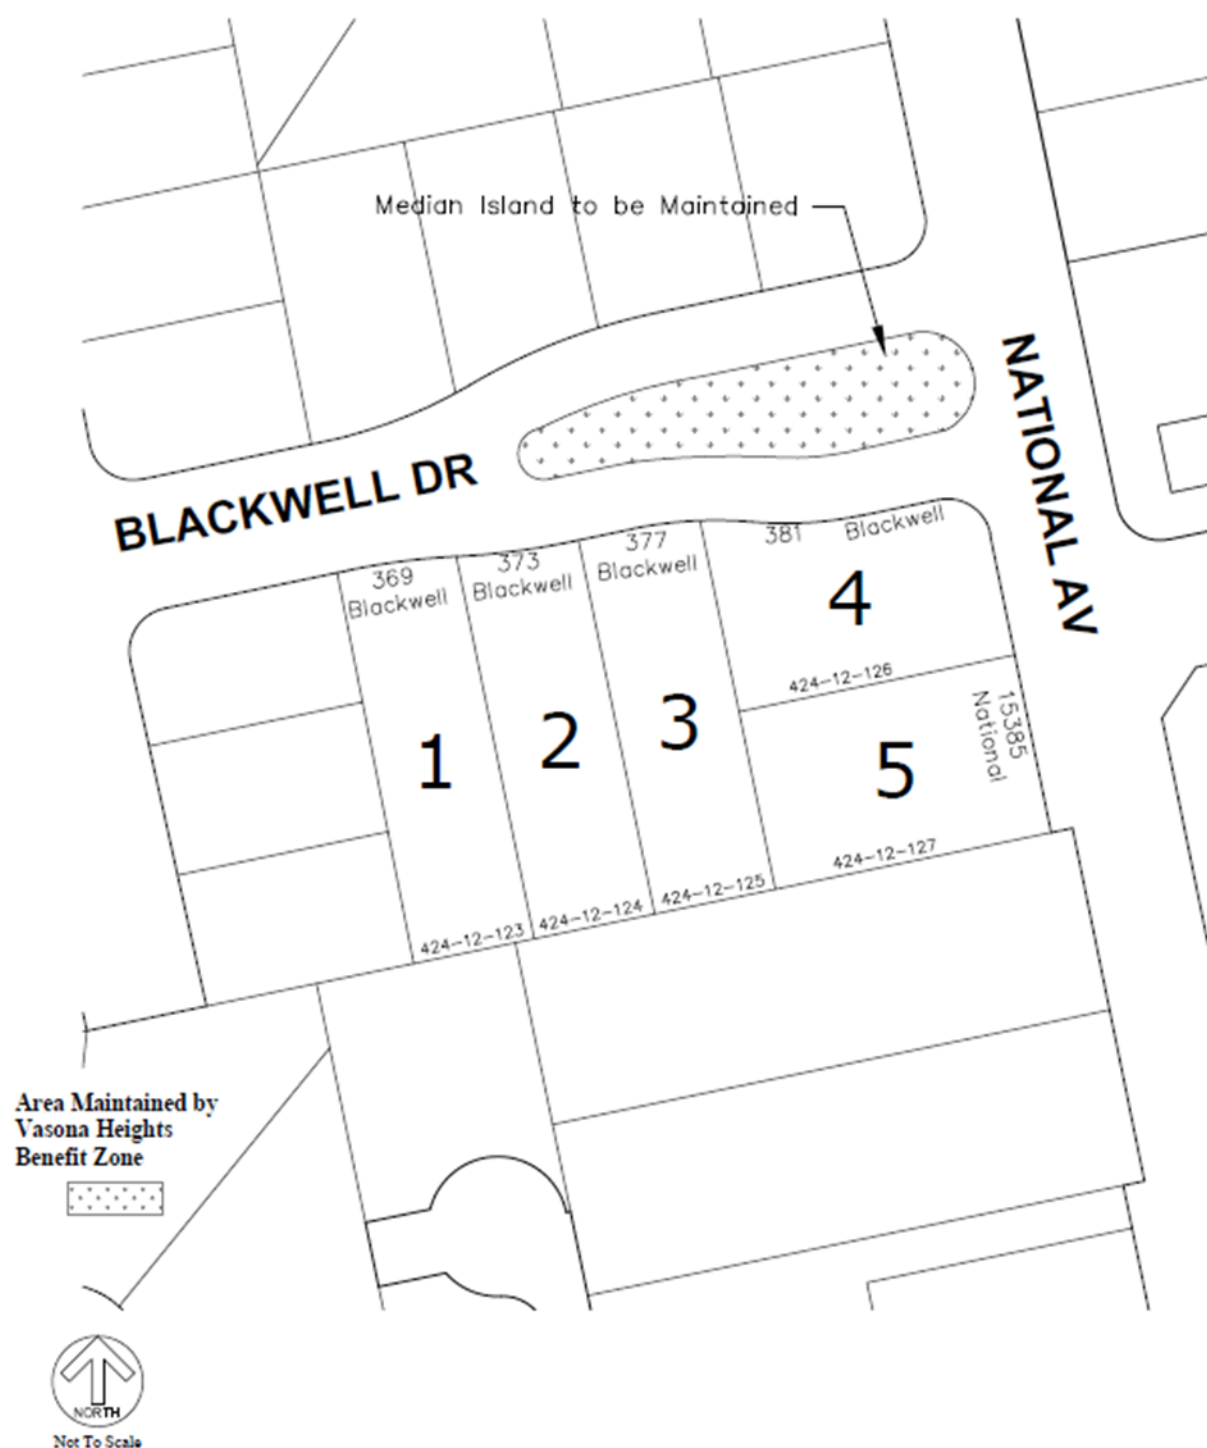 Median Island to be Maintained
NATIONAL AV
BLACKWELL DR
369
Blackwell
373
Blackwell
377
Blackwell
381 Blackwell
4
424-12-126
15385
National
1
2
3
5
424-12-127
424-12-123
424-12-124
424-12-125
Area Maintained by
Vasona Heights
Benefit Zone
NORTH
Not To Scale